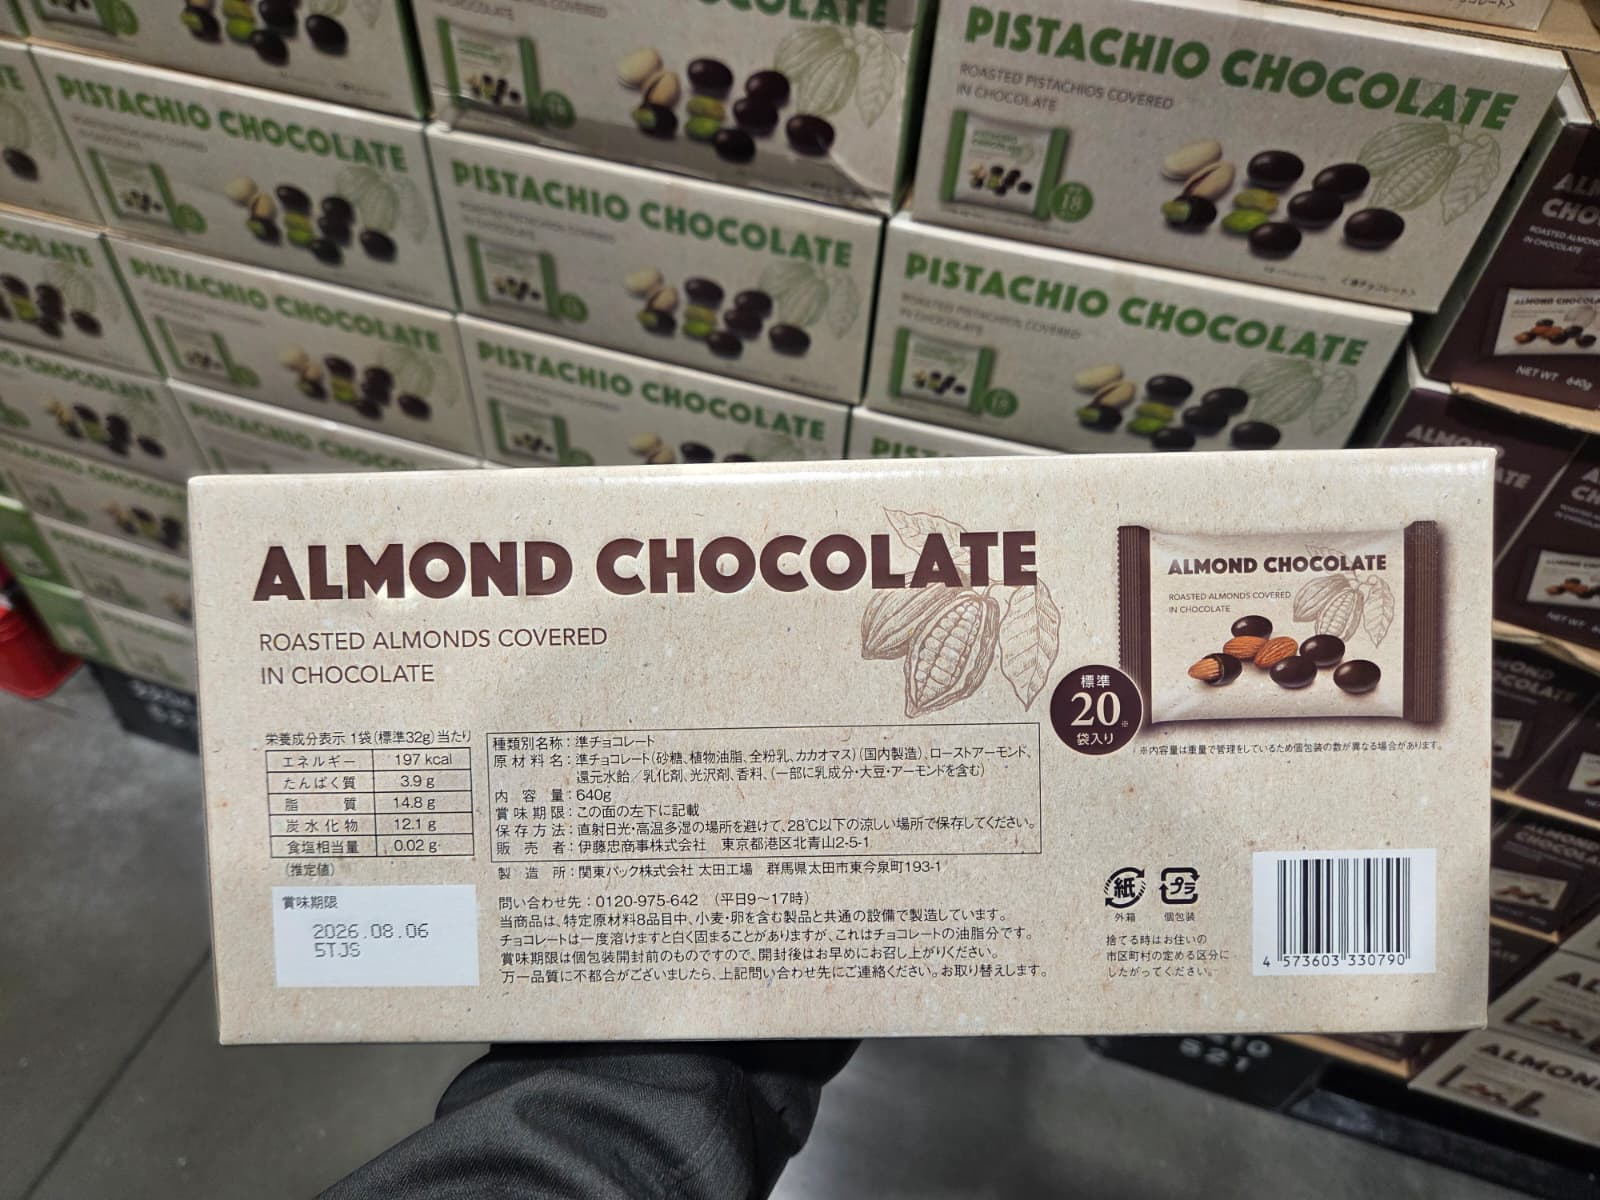 PISTACHIO CHOCOLATE
ROASTED PISTACHIOS COVERED
IN CHOCOLATE
18
PISTACHIO CHOCOLATE
PISTACHIO CHOCOLATE
PISTACHIO CHOCOLATE
PISTACHIO CHOCOLATE
PISTACHIO CHOCOLATE
<準チョコレート>
ROASTED ALMONDS
IN CHOCOLATE
ALMOND CHOCOLA
NET WT 640g
ALMOND CHOCOLATE
ROASTED ALMONDS COVERED
IN CHOCOLATE
ALMOND CHOCOLATE
ROASTED ALMONDS COVERED
IN CHOCOLATE
標準
20※
袋入り
※内容量は重量で管理をしているため個包装の数が異なる場合があります。
栄養成分表示 1袋(標準32g)当たり
エネルギー 197 kcal
たんぱく質 3.9 g
脂質 14.8 g
炭水化物 12.1 g
食塩相当量 0.02 g
(推定値)
賞味期限
2026.08.06
5TJS
種類別名称：準チョコレート
原材料名：準チョコレート(砂糖、植物油脂、全粉乳、カカオマス)(国内製造)、ローストアーモンド、
還元水飴／乳化剤、光沢剤、香料、(一部に乳成分・大豆・アーモンドを含む)
内容量：640g
賞味期限：この面の左下に記載
保存方法：直射日光・高温多湿の場所を避けて、28℃以下の涼しい場所で保存してください。
販売者：伊藤忠商事株式会社 東京都港区北青山2-5-1
製造所：関東パック株式会社 太田工場 群馬県太田市東今泉町193-1
問い合わせ先：0120-975-642 (平日9〜17時)
当商品は、特定原材料8品目中、小麦・卵を含む製品と共通の設備で製造しています。
チョコレートは一度溶けますと白く固まることがありますが、これはチョコレートの油脂分です。
賞味期限は個包装開封前のものですので、開封後はお早めにお召し上がりください。
万一品質に不都合がございましたら、上記問い合わせ先にご連絡ください。お取り替えします。
紙
外箱
プラ
個包装
捨てる時はお住いの
市区町村の定める区分に
したがってください。
4 573603 330790